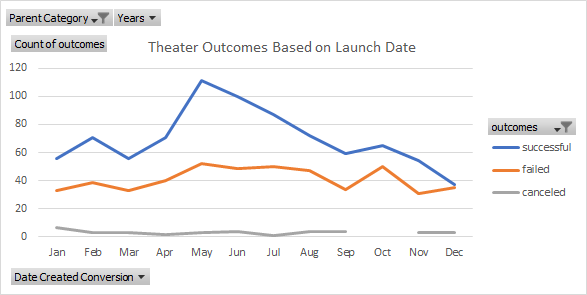 Parent Category Years
Count of outcomes
Theater Outcomes Based on Launch Date
120
100
80
60
40
20
0
Jan Feb Mar Apr May Jun Jul Aug Sep Oct Nov Dec
outcomes
successful
failed
canceled
Date Created Conversion